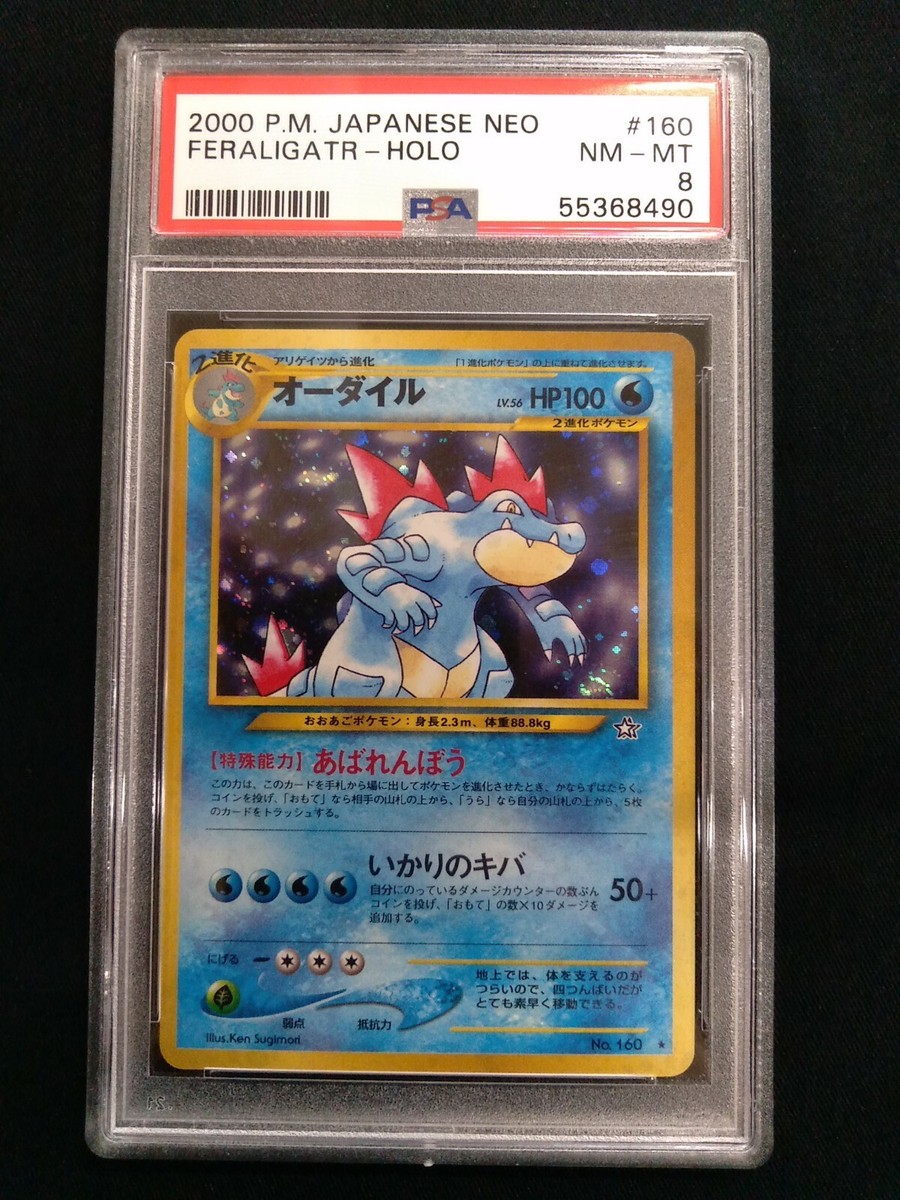 2000 P.M. JAPANESE NEO #160
FERALIGATR - HOLO NM - MT
8
PSA 55368490
2進化 アリゲイツから進化 「1進化ポケモン」の上に重ねて進化させます。
オーダイル LV.56 HP100
2進化ポケモン
おおあごポケモン:身長2.3m、体重88.8kg
【特殊能力】あばれんぼう
この力は、このカードを手札から場に出してポケモンを進化させたとき、かならずはたらく。
コインを投げ、「おもて」なら相手の山札の上から、「うら」なら自分の山札の上から、5枚
のカードをトラッシュする。
いかりのキバ 50+
自分にのっているダメージカウンターの数ぶん
コインを投げ、「おもて」の数×10ダメージを
追加する。
にげる
地上では、体を支えるのが
つらいので、四つんばいだが
とても素早く移動できる。
弱点 抵抗力
Illus.Ken Sugimori No. 160 ★